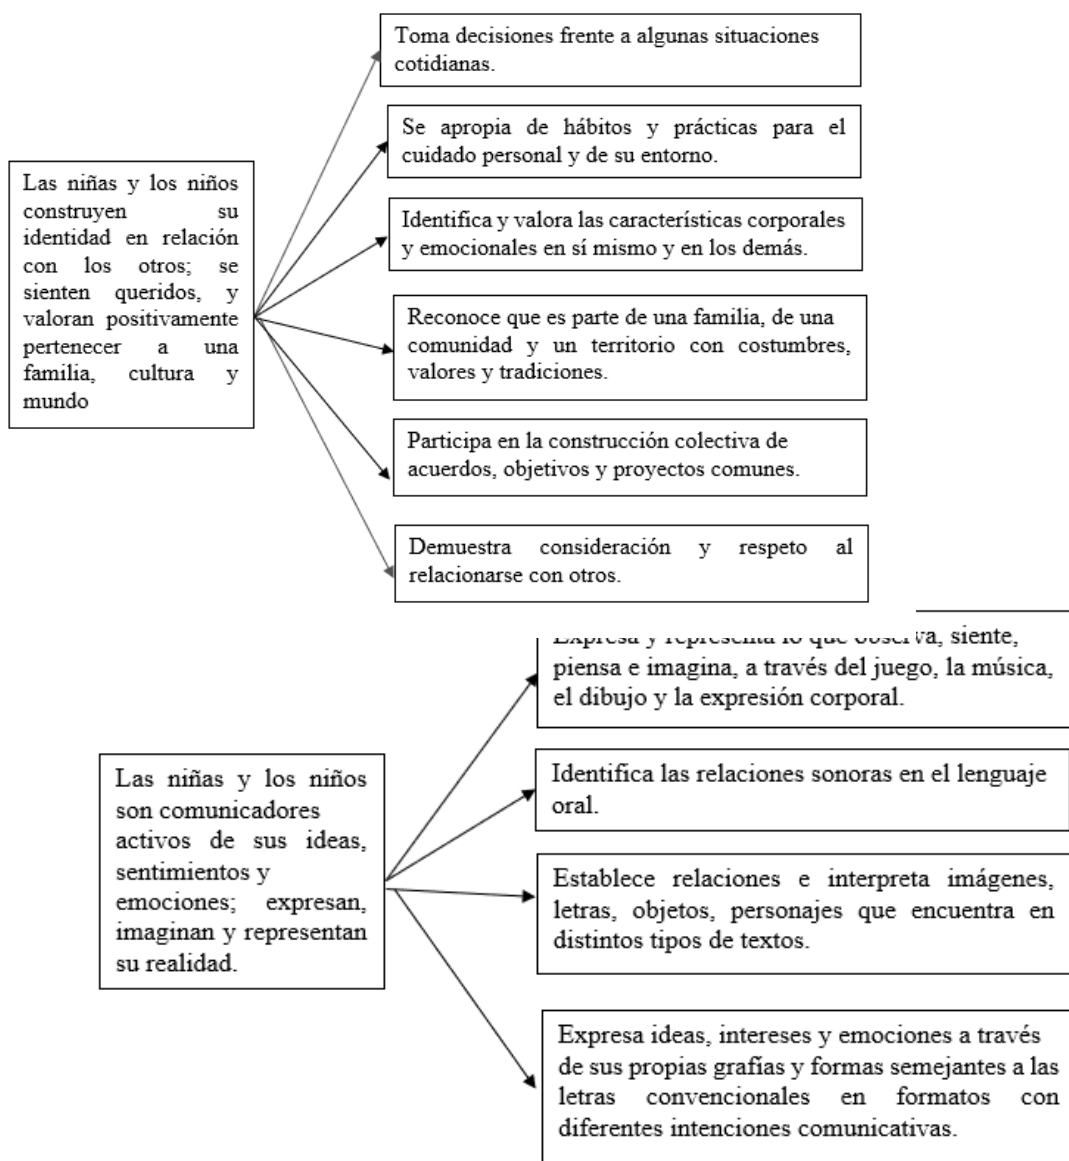 Toma decisiones frente a algunas situaciones
cotidianas.
Se apropia de hábitos y prácticas para el
cuidado personal y de su entorno.
Las niñas y los niños
construyen su
identidad en relación
con los otros; se
sienten queridos, y
valoran positivamente
pertenecer a una
familia, cultura y
mundo
Identifica y valora las características corporales
y emocionales en sí mismo y en los demás.
Reconoce que es parte de una familia, de una
comunidad y un territorio con costumbres,
valores y tradiciones.
Participa en la construcción colectiva de
acuerdos, objetivos y proyectos comunes.
Demuestra consideración y respeto al
relacionarse con otros.
Expresa y representa lo que observa, siente,
piensa e imagina, a través del juego, la música,
el dibujo y la expresión corporal.
Las niñas y los niños
son comunicadores
activos de sus ideas,
sentimientos y
emociones; expresan,
imaginan y representan
su realidad.
Identifica las relaciones sonoras en el lenguaje
oral.
Establece relaciones e interpreta imágenes,
letras, objetos, personajes que encuentra en
distintos tipos de textos.
Expresa ideas, intereses y emociones a través
de sus propias grafías y formas semejantes a las
letras convencionales en formatos con
diferentes intenciones comunicativas.